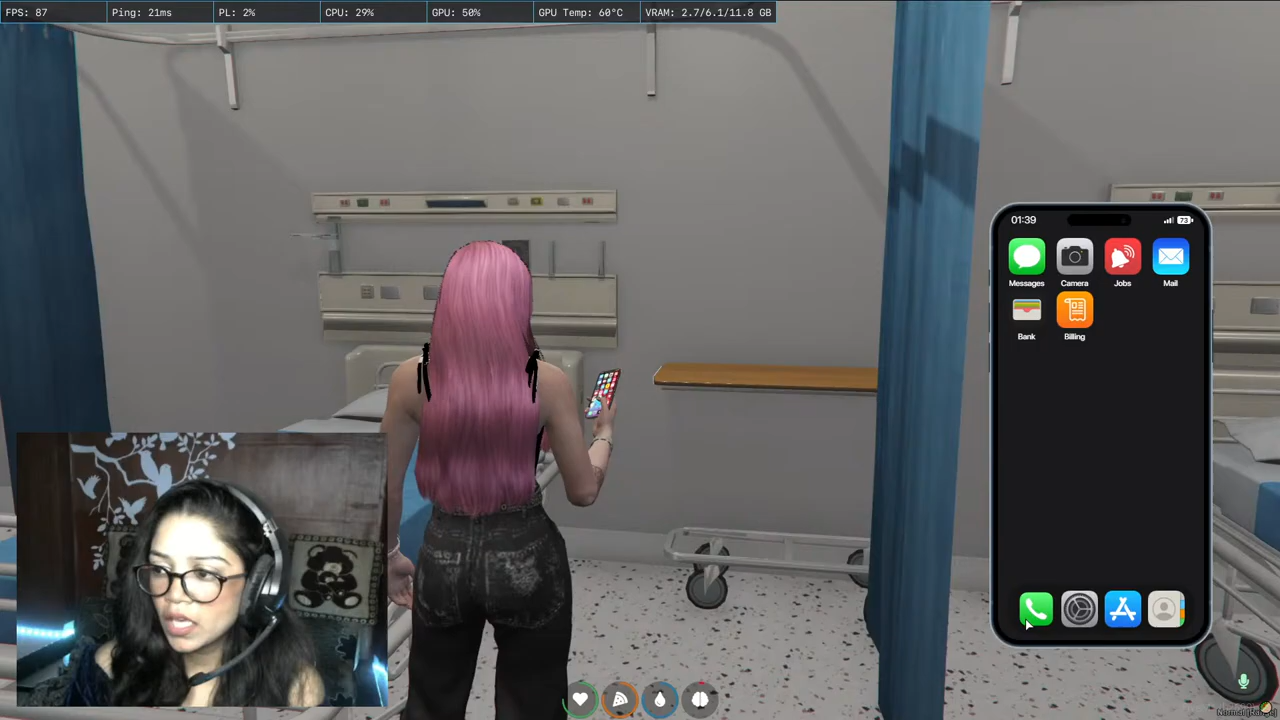 FPS: 87 Ping: 21ms PL: 2% CPU: 29% GPU: 50% GPU Temp: 60°C VRAM: 2.7/6.1/11.8 GB
01:39 73
Messages Camera Jobs Mail
Bank Billing